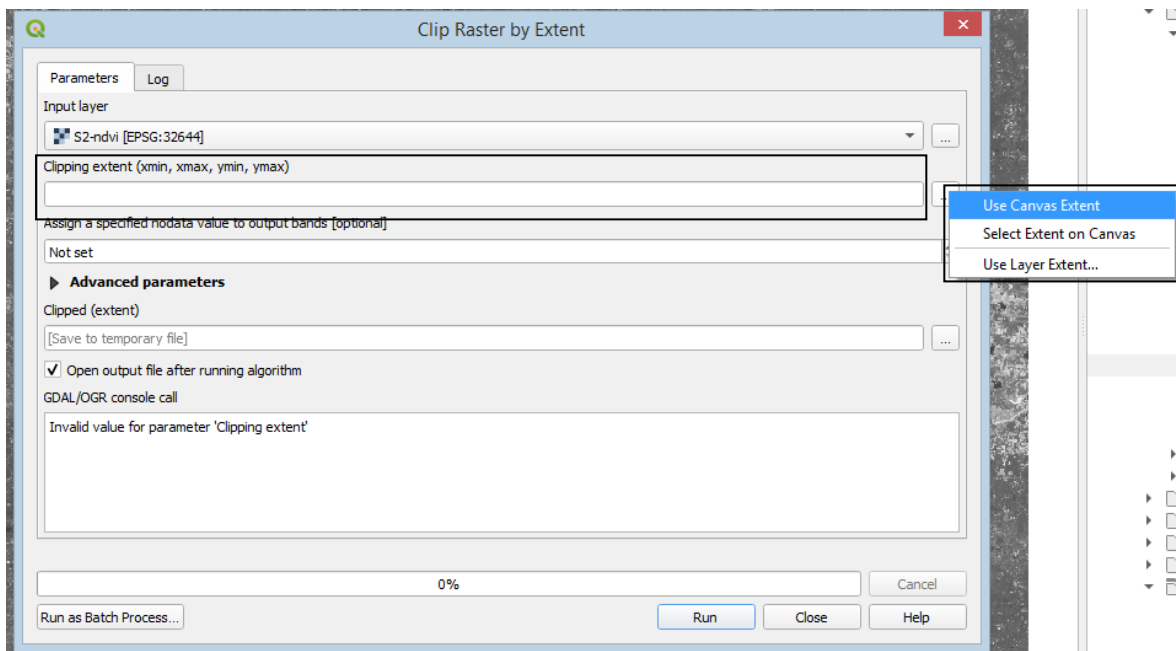 Clip Raster by Extent
Parameters
Log
Input layer
S2-ndvi [EPSG:32644]
...
Clipping extent (xmin, xmax, ymin, ymax)
Use Canvas Extent
Select Extent on Canvas
Use Layer Extent...
Assign a specified nodata value to output bands [optional]
Not set
Advanced parameters
Clipped (extent)
[Save to temporary file]
...
Open output file after running algorithm
GDAL/OGR console call
Invalid value for parameter 'Clipping extent'
0%
Cancel
Run as Batch Process...
Run
Close
Help